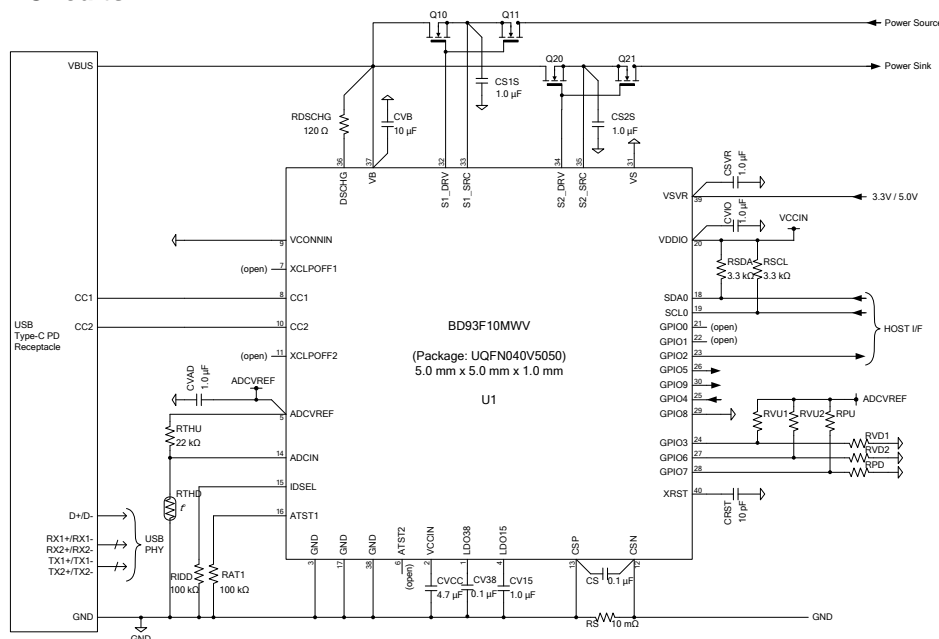 Q10 Q11
Power Source
VBUS
Q20 Q21
Power Sink
CS1S
1.0 µF
RDSCHG
120 Ω
CVB
10 µF
CS2S
1.0 µF
36 37 32 33 34 35 31
DSCHG VB S1_DRV S1_SRC S2_DRV S2_SRC VS
CSVR
1.0 µF
VSVR 39 3.3V / 5.0V
CVIO
1.0 µF
VCCIN
9 VCONNIN
VDDIO 20
(open) 7 XCLPOFF1
RSDA RSCL
3.3 kΩ 3.3 kΩ
CC1 8 CC1
SDA0 18
SCL0 19
CC2 10 CC2
GPIO0 21 (open)
GPIO1 22 (open)
HOST I/F
USB
Type-C PD
Receptacle
BD93F10MWV
(Package: UQFN040V5050)
5.0 mm x 5.0 mm x 1.0 mm
U1
(open) 11 XCLPOFF2
GPIO2 23
GPIO5 26
GPIO9 30
GPIO4 25
GPIO8 29
CVAD
1.0 µF
ADCVREF
5 ADCVREF
ADCVREF
RVU1 RVU2 RPU
RTHU
22 kΩ
14 ADCIN
GPIO3 24 RVD1
GPIO6 27 RVD2
GPIO7 28 RPD
RTHD
t°
15 IDSEL
16 ATST1
XRST 40
CRST
10 pF
D+/D-
RX1+/RX1-
RX2+/RX2-
TX1+/TX1-
TX2+/TX2-
USB
PHY
GND GND GND ATST2 VCCIN LDO38 LDO15 CSP CSN
3 17 38 6 2 1 4 13 12
(open)
RIDD
100 kΩ
RAT1
100 kΩ
CVCC
4.7 µF
CV38
0.1 µF
CV15
1.0 µF
CS
0.1 µF
GND
GND
RS 10 mΩ
GND